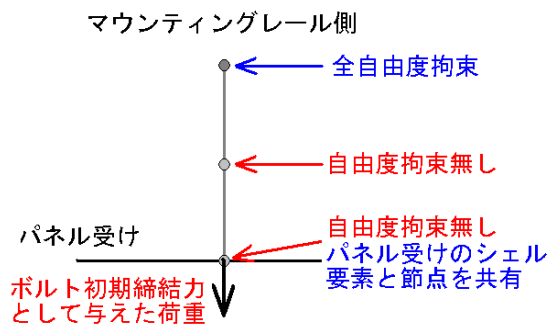 マウンティングレール側
全自由度拘束
自由度拘束無し
パネル受け
自由度拘束無し
パネル受けのシェル
要素と節点を共有
ボルト初期締結力
として与えた荷重